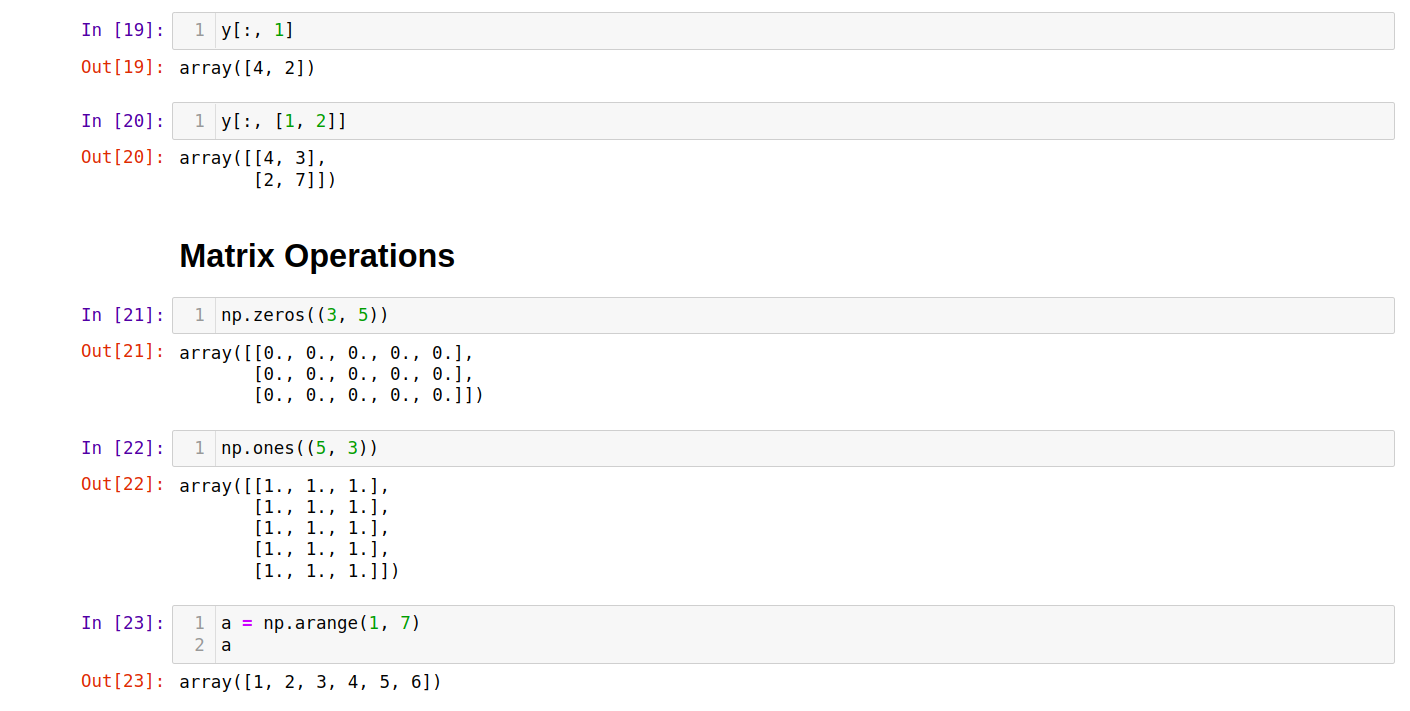 In [19]: 1 y[:, 1]
Out[19]: array([4, 2])
In [20]: 1 y[:, [1, 2]]
Out[20]: array([[4, 3],
       [2, 7]])
Matrix Operations
In [21]: 1 np.zeros((3, 5))
Out[21]: array([[0., 0., 0., 0., 0.],
       [0., 0., 0., 0., 0.],
       [0., 0., 0., 0., 0.]])
In [22]: 1 np.ones((5, 3))
Out[22]: array([[1., 1., 1.],
       [1., 1., 1.],
       [1., 1., 1.],
       [1., 1., 1.],
       [1., 1., 1.]])
In [23]: 1 a = np.arange(1, 7)
2 a
Out[23]: array([1, 2, 3, 4, 5, 6])